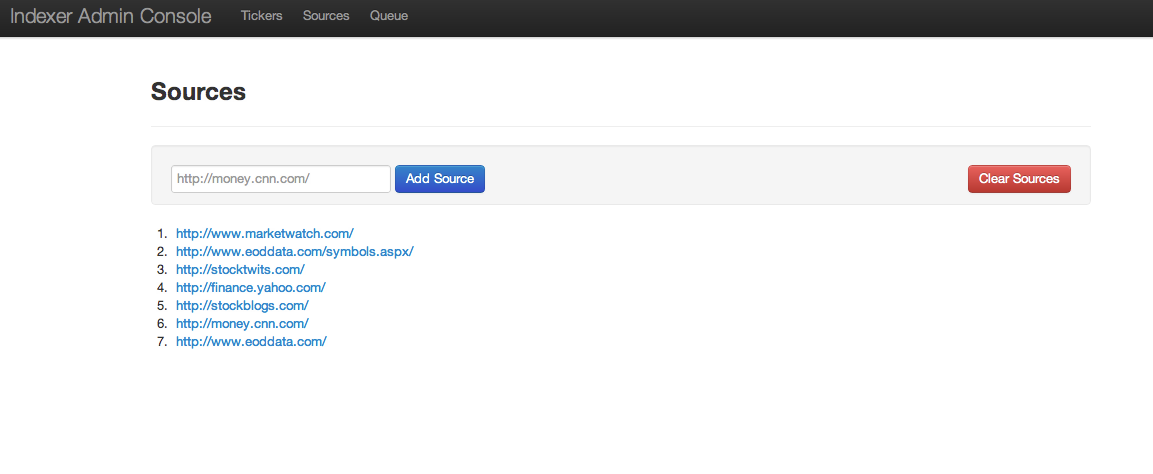 Indexer Admin Console Tickers Sources Queue
Sources
http://money.cnn.com/ Add Source Clear Sources
1. http://www.marketwatch.com/
2. http://www.eoddata.com/symbols.aspx/
3. http://stocktwits.com/
4. http://finance.yahoo.com/
5. http://stockblogs.com/
6. http://money.cnn.com/
7. http://www.eoddata.com/